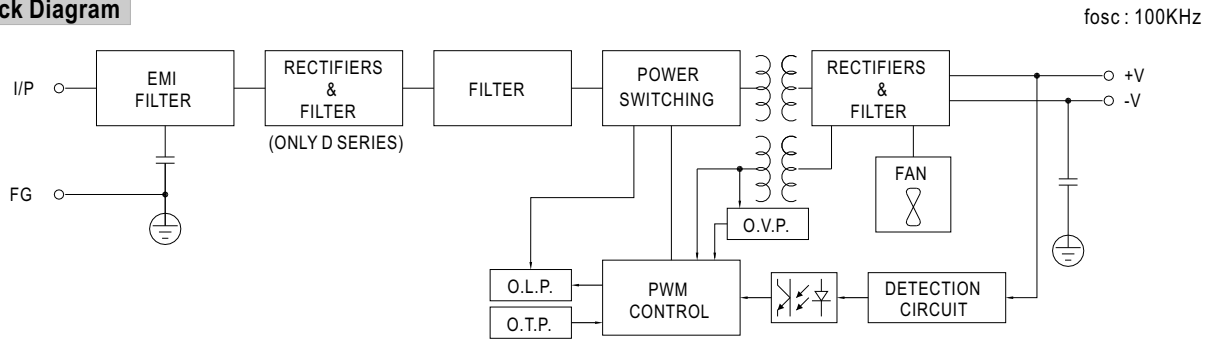 ck Diagram
fosc : 100KHz
I/P
EMI
FILTER
RECTIFIERS
&
FILTER
(ONLY D SERIES)
FILTER
POWER
SWITCHING
RECTIFIERS
&
FILTER
+V
-V
FG
FAN
O.V.P.
O.L.P.
O.T.P.
PWM
CONTROL
DETECTION
CIRCUIT